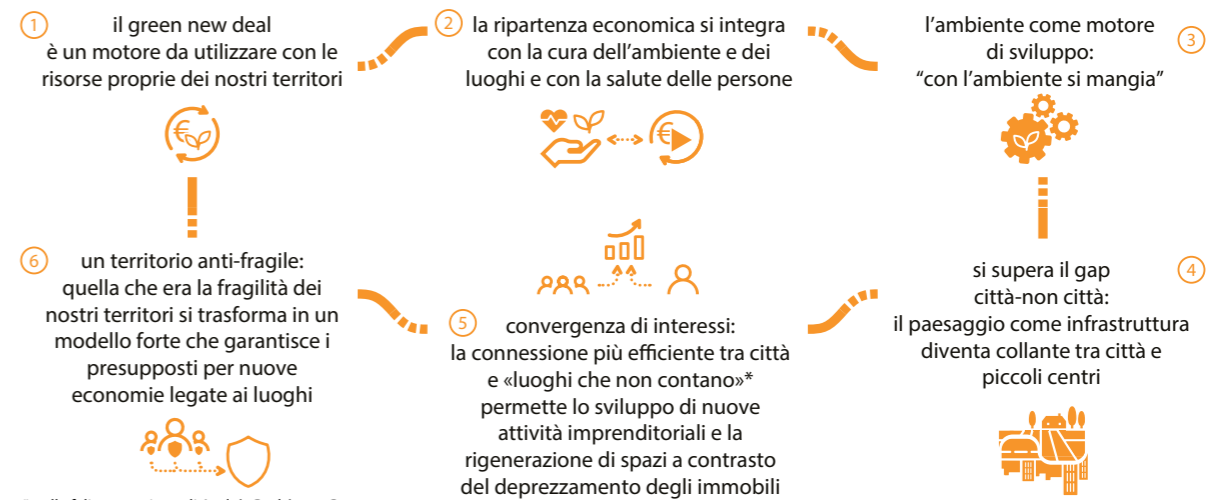 1
il green new deal
è un motore da utilizzare con le
risorse proprie dei nostri territori
2
la ripartenza economica si integra
con la cura dell'ambiente e dei
luoghi e con la salute delle persone
l'ambiente come motore
di sviluppo:
"con l'ambiente si mangia"
3
€
€
si supera il gap
città-non città:
il paesaggio come infrastruttura
diventa collante tra città e
piccoli centri
4
5
convergenza di interessi:
la connessione più efficiente tra città
e «luoghi che non contano»*
permette lo sviluppo di nuove
attività imprenditoriali e la
rigenerazione di spazi a contrasto
del deprezzamento degli immobili
6
un territorio anti-fragile:
quella che era la fragilità dei
nostri territori si trasforma in un
modello forte che garantisce i
presupposti per nuove
economie legate ai luoghi